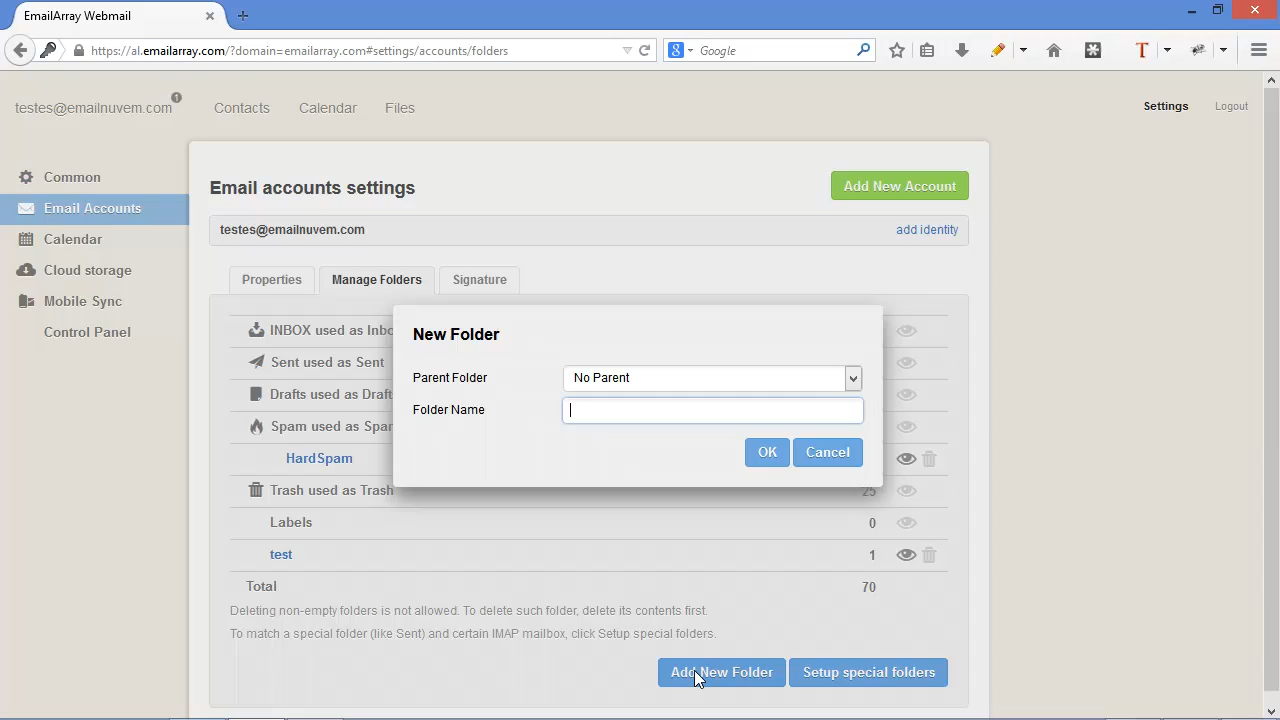 EmailArray Webmail
https://al.emailarray.com/?domain=emailarray.com#settings/accounts/folders
Google
testes@emailnuvem.com 1 Contacts Calendar Files Settings Logout
Common
Email Accounts
Calendar
Cloud storage
Mobile Sync
Control Panel
Email accounts settings
Add New Account
testes@emailnuvem.com add identity
Properties Manage Folders Signature
INBOX used as Inbo
Sent used as Sent
Drafts used as Draft
Spam used as Spa
HardSpam
Trash used as Trash 25
Labels 0
test 1
Total 70
Deleting non-empty folders is not allowed. To delete such folder, delete its contents first.
To match a special folder (like Sent) and certain IMAP mailbox, click Setup special folders.
Add New Folder Setup special folders
New Folder
Parent Folder No Parent
Folder Name
OK Cancel